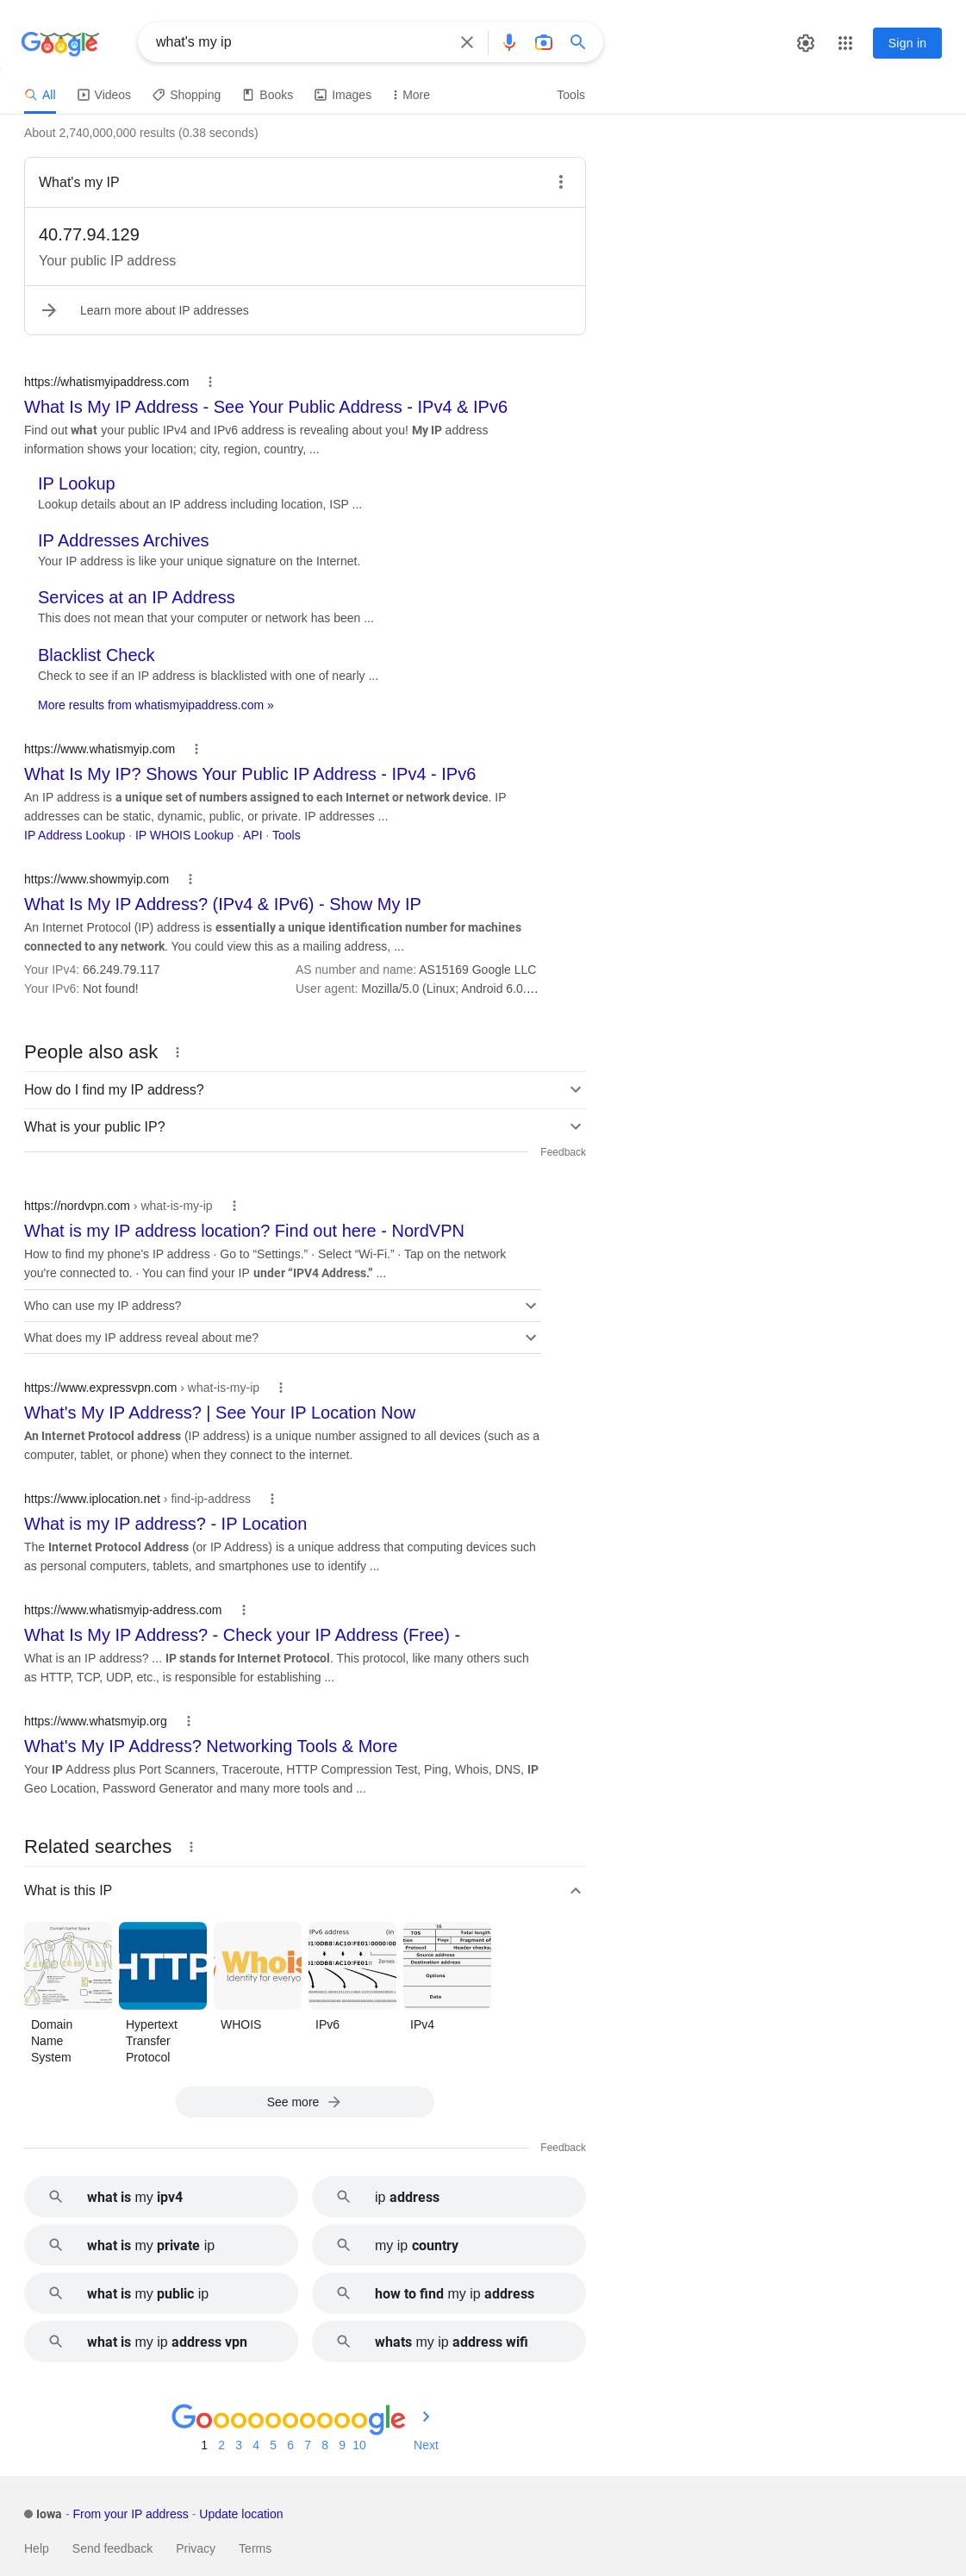 Google
what's my ip
Sign in
All
Videos
Shopping
Books
Images
More
Tools
About 2,740,000,000 results (0.38 seconds)
What's my IP
40.77.94.129
Your public IP address
Learn more about IP addresses
https://whatismyipaddress.com
What Is My IP Address - See Your Public Address - IPv4 & IPv6
Find out what your public IPv4 and IPv6 address is revealing about you! My IP address
information shows your location; city, region, country, ...
IP Lookup
Lookup details about an IP address including location, ISP ...
IP Addresses Archives
Your IP address is like your unique signature on the Internet.
Services at an IP Address
This does not mean that your computer or network has been ...
Blacklist Check
Check to see if an IP address is blacklisted with one of nearly ...
More results from whatismyipaddress.com »
https://www.whatismyip.com
What Is My IP? Shows Your Public IP Address - IPv4 - IPv6
An IP address is a unique set of numbers assigned to each Internet or network device. IP
addresses can be static, dynamic, public, or private. IP addresses ...
IP Address Lookup · IP WHOIS Lookup · API · Tools
https://www.showmyip.com
What Is My IP Address? (IPv4 & IPv6) - Show My IP
An Internet Protocol (IP) address is essentially a unique identification number for machines
connected to any network. You could view this as a mailing address, ...
Your IPv4: 66.249.79.117
AS number and name: AS15169 Google LLC
Your IPv6: Not found!
User agent: Mozilla/5.0 (Linux; Android 6.0....
People also ask
How do I find my IP address?
What is your public IP?
Feedback
https://nordvpn.com › what-is-my-ip
What is my IP address location? Find out here - NordVPN
How to find my phone's IP address · Go to “Settings.” · Select “Wi-Fi.” · Tap on the network
you're connected to. · You can find your IP under “IPV4 Address.” ...
Who can use my IP address?
What does my IP address reveal about me?
https://www.expressvpn.com › what-is-my-ip
What's My IP Address? | See Your IP Location Now
An Internet Protocol address (IP address) is a unique number assigned to all devices (such as a
computer, tablet, or phone) when they connect to the internet.
https://www.iplocation.net › find-ip-address
What is my IP address? - IP Location
The Internet Protocol Address (or IP Address) is a unique address that computing devices such
as personal computers, tablets, and smartphones use to identify ...
https://www.whatismyip-address.com
What Is My IP Address? - Check your IP Address (Free) -
What is an IP address? ... IP stands for Internet Protocol. This protocol, like many others such
as HTTP, TCP, UDP, etc., is responsible for establishing ...
https://www.whatsmyip.org
What's My IP Address? Networking Tools & More
Your IP Address plus Port Scanners, Traceroute, HTTP Compression Test, Ping, Whois, DNS, IP
Geo Location, Password Generator and many more tools and ...
Related searches
What is this IP
Domain Name Space
HTTP
Whois
Identity for everyo
IPv6 address (in
Zeroes
16
TOS Total length
tion Flags Fragment of
Protocol Header checks
Source address
Destination address
Options
Data
Domain
Name
System
Hypertext
Transfer
Protocol
WHOIS
IPv6
IPv4
See more
Feedback
what is my ipv4
ip address
what is my private ip
my ip country
what is my public ip
how to find my ip address
what is my ip address vpn
whats my ip address wifi
Goooooooooogle
1 2 3 4 5 6 7 8 9 10 Next
Iowa - From your IP address - Update location
Help
Send feedback
Privacy
Terms